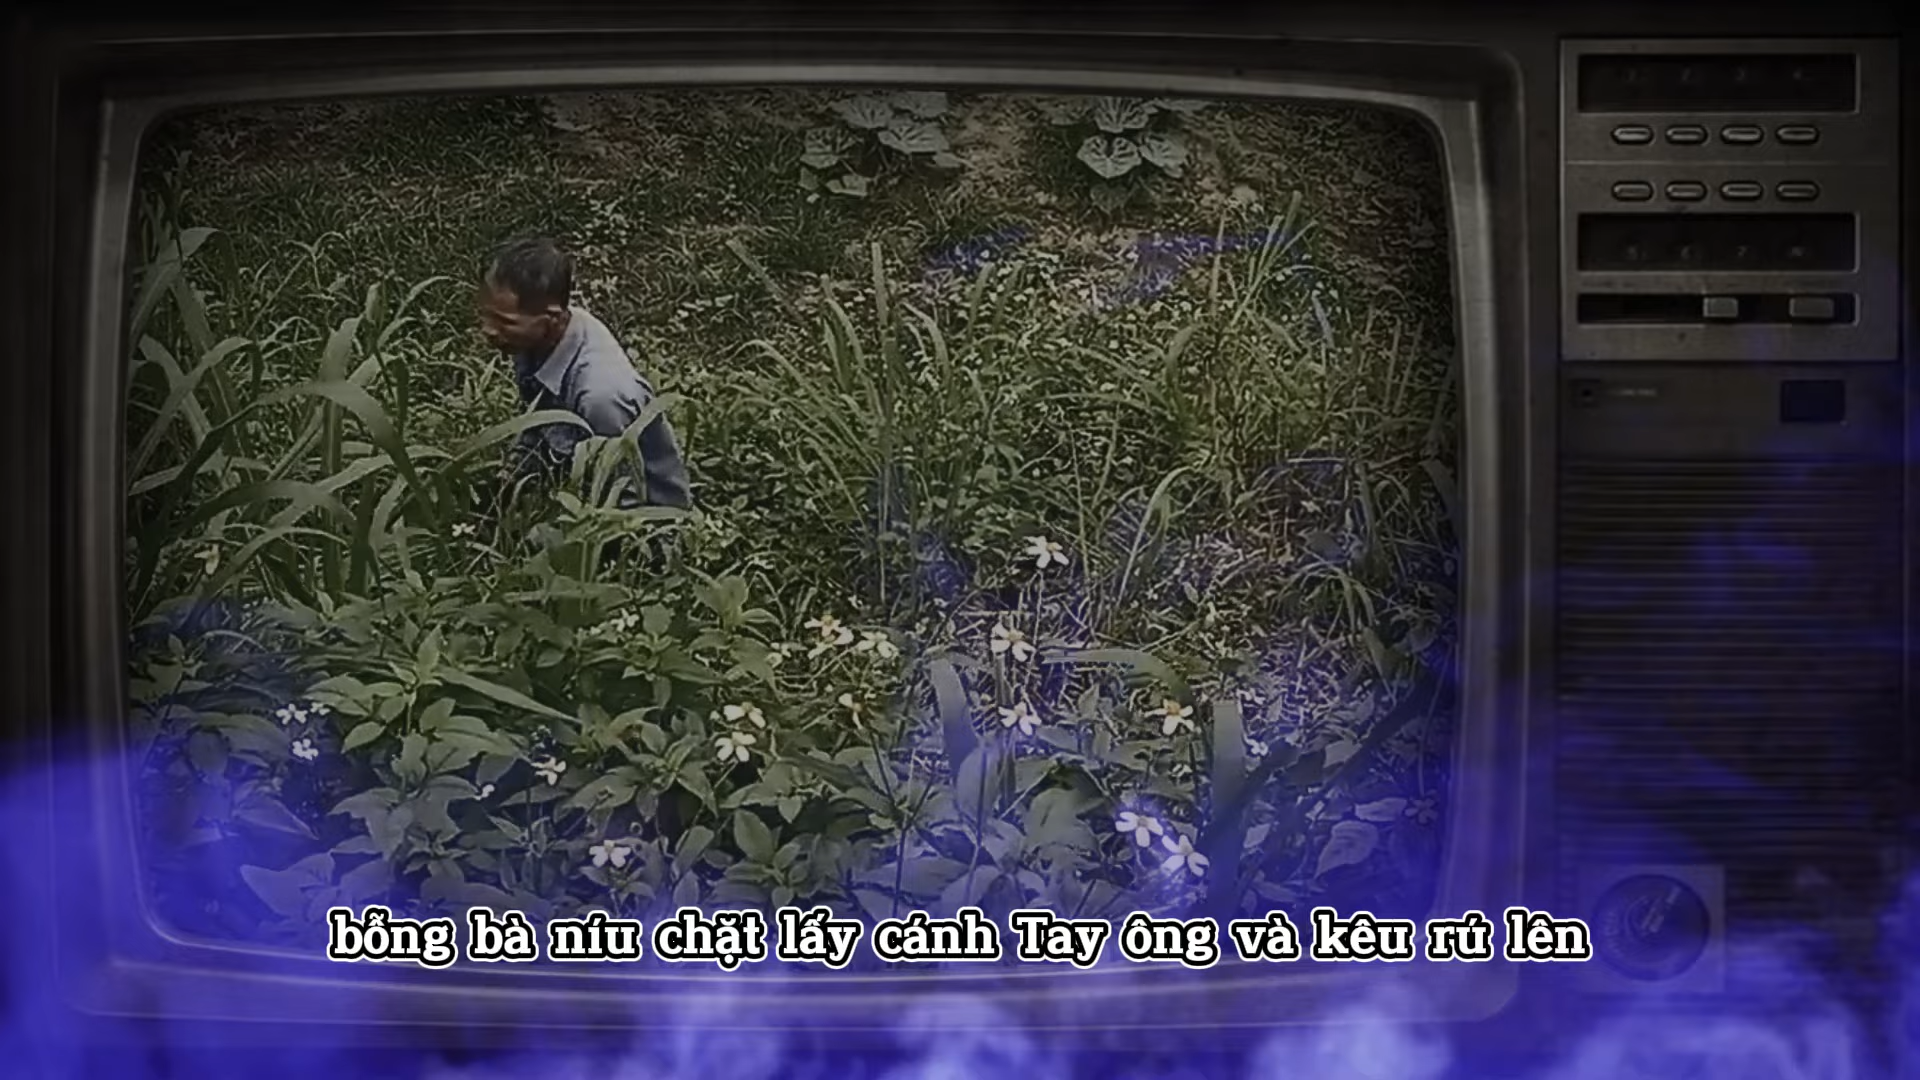 bỗng bà níu chặt lấy cánh Tay ông và kêu rú lên